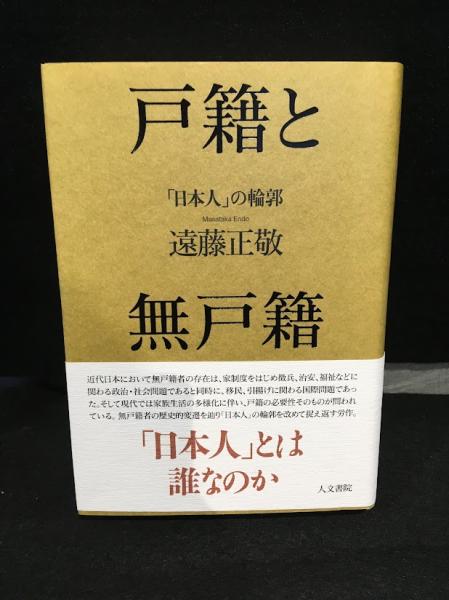 戸籍と
「日本人」の輪郭
Masataka Endo
遠藤正敬
無戸籍
近代日本において無戸籍者の存在は、家制度をはじめ徴兵、治安、福祉などに
関わる政治・社会問題であると同時に、移民、引揚げに関わる国際問題であっ
た。そして現代では家族生活の多様化に伴い、戸籍の必要性そのものが問われ
ている。無戸籍者の歴史的変遷を辿り「日本人」の輪郭を改めて捉え返す労作。
「日本人」とは
誰なのか
人文書院